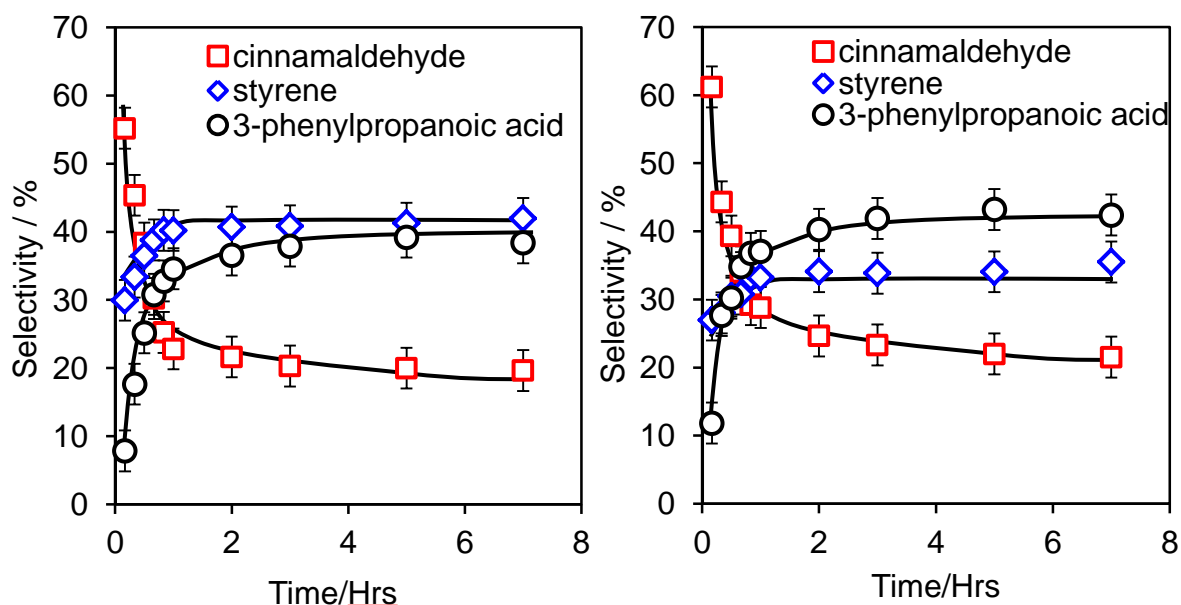 70
60
50
40
30
20
10
0
Selectivity / %
cinnamaldehyde
styrene
3-phenylpropanoic acid
0 2 4 6 8
Time/Hrs
70
60
50
40
30
20
10
0
Selectivity / %
cinnamaldehyde
styrene
3-phenylpropanoic acid
0 2 4 6 8
Time/Hrs